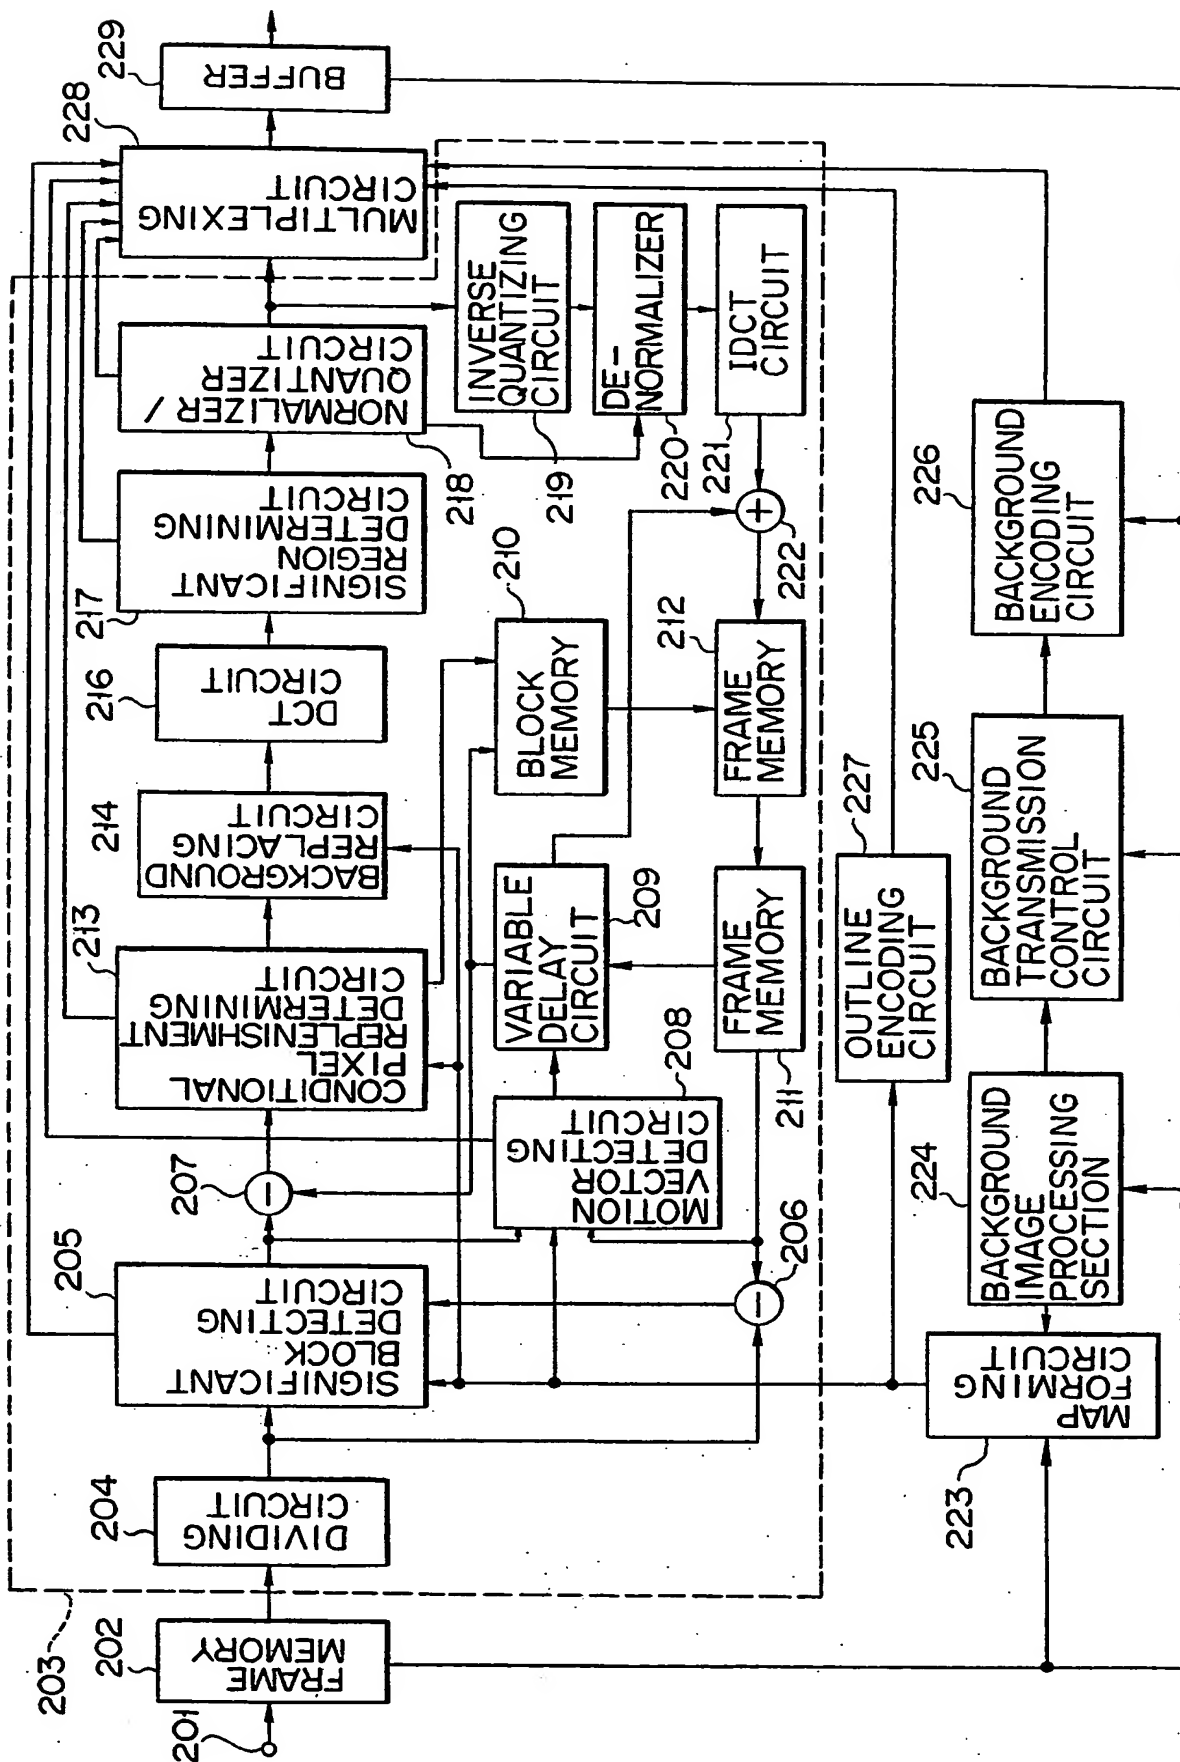 201
202
FRAME
MEMORY
203
204
DIVIDING
CIRCUIT
205
SIGNIFICANT
BLOCK
DETECTING
CIRCUIT
206
207
208
MOTION
VECTOR
DETECTING
CIRCUIT
213
CONDITIONAL
PIXEL
REPLENISHMENT
DETERMINING
CIRCUIT
214
BACKGROUND
REPLACING
CIRCUIT
216
DCT
CIRCUIT
217
SIGNIFICANT
REGION
DETERMINING
CIRCUIT
218
NORMALIZER /
QUANTIZER
CIRCUIT
228
MULTIPLEXING
CIRCUIT
229
BUFFER
VARIABLE
DELAY
CIRCUIT
209
210
BLOCK
MEMORY
FRAME
MEMORY
211
212
FRAME
MEMORY
INVERSE
QUANTIZING
CIRCUIT
219
DE-
NORMALIZER
220
IDCT
CIRCUIT
221
222
223
MAP
FORMING
CIRCUIT
224
BACKGROUND
IMAGE
PROCESSING
SECTION
225
BACKGROUND
TRANSMISSION
CONTROL
CIRCUIT
226
BACKGROUND
ENCODING
CIRCUIT
227
OUTLINE
ENCODING
CIRCUIT